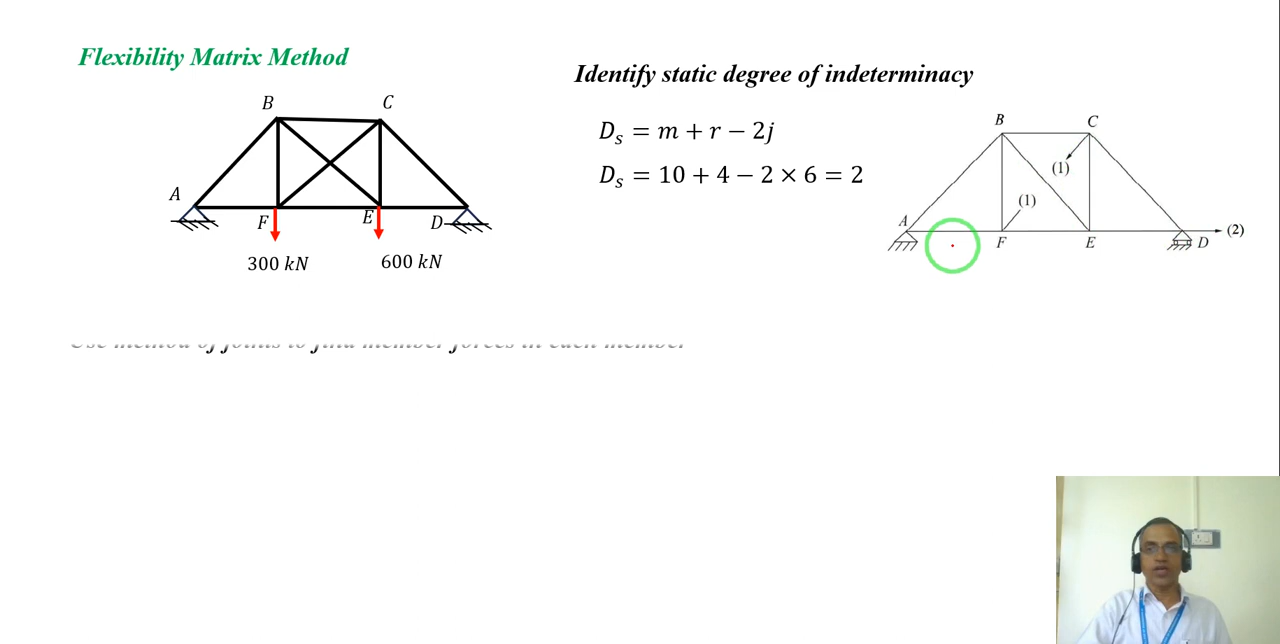 Flexibility Matrix Method
Identify static degree of indeterminacy
B
C
A
F
E
D
300 kN
600 kN
D_s = m + r − 2j
D_s = 10 + 4 − 2 × 6 = 2
B
C
(1)
(1)
A
F
E
D
(2)
Use method of joints to find member forces in each member